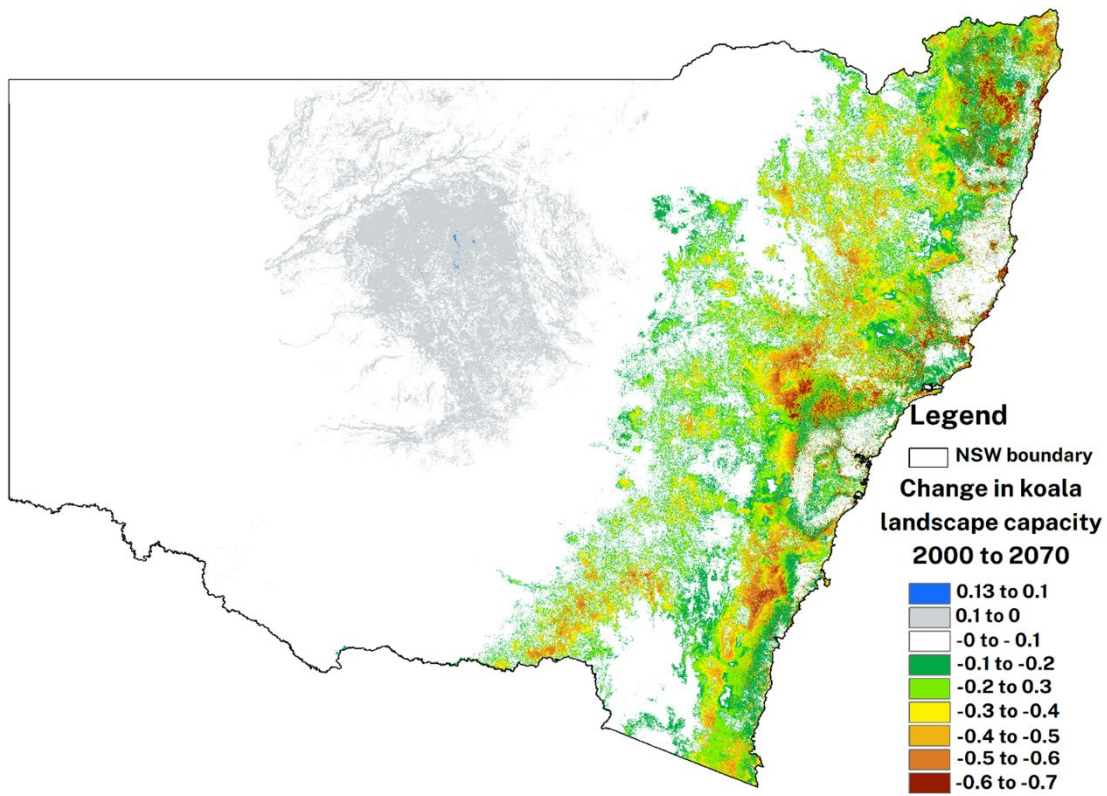 Legend
NSW boundary
Change in koala
landscape capacity
2000 to 2070
0.13 to 0.1
0.1 to 0
-0 to - 0.1
-0.1 to -0.2
-0.2 to 0.3
-0.3 to -0.4
-0.4 to -0.5
-0.5 to -0.6
-0.6 to -0.7